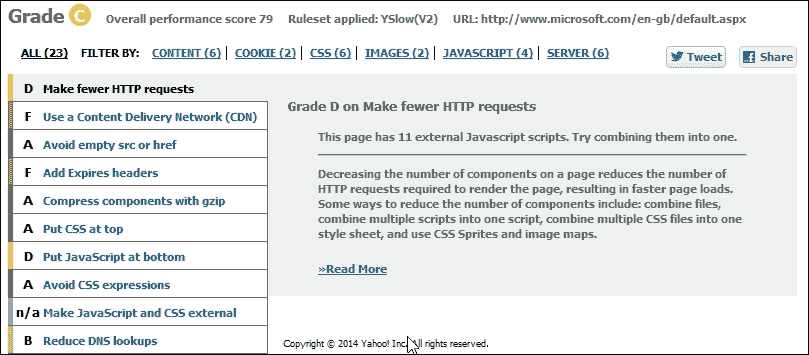 Grade C Overall performance score 79 Ruleset applied: YSlow(V2) URL: http://www.microsoft.com/en-gb/default.aspx
ALL (23) FILTER BY: CONTENT (6) | COOKIE (2) | CSS (6) | IMAGES (2) | JAVASCRIPT (4) | SERVER (6)
Tweet
Share
D Make fewer HTTP requests
F Use a Content Delivery Network (CDN)
A Avoid empty src or href
F Add Expires headers
A Compress components with gzip
A Put CSS at top
D Put JavaScript at bottom
A Avoid CSS expressions
n/a Make JavaScript and CSS external
B Reduce DNS lookups
Grade D on Make fewer HTTP requests
This page has 11 external Javascript scripts. Try combining them into one.
Decreasing the number of components on a page reduces the number of
HTTP requests required to render the page, resulting in faster page loads.
Some ways to reduce the number of components include: combine files,
combine multiple scripts into one script, combine multiple CSS files into one
style sheet, and use CSS Sprites and image maps.
»Read More
Copyright © 2014 Yahoo! Inc. All rights reserved.